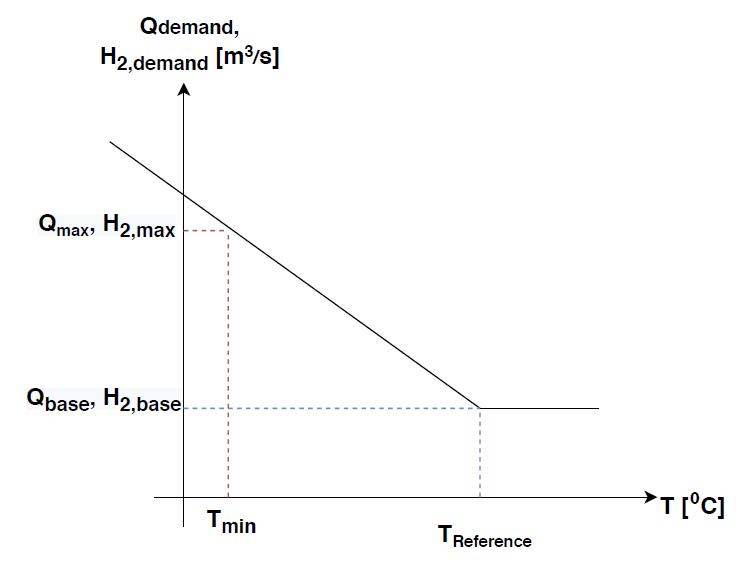 Qdemand,
H2,demand [m³/s]
Qmax, H2,max
Qbase, H2,base
Tmin
TReference
T [⁰C]